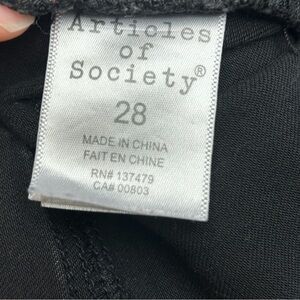 Articles
of
Society®
28
MADE IN CHINA
FAIT EN CHINE
RN# 137479
CA# 00803